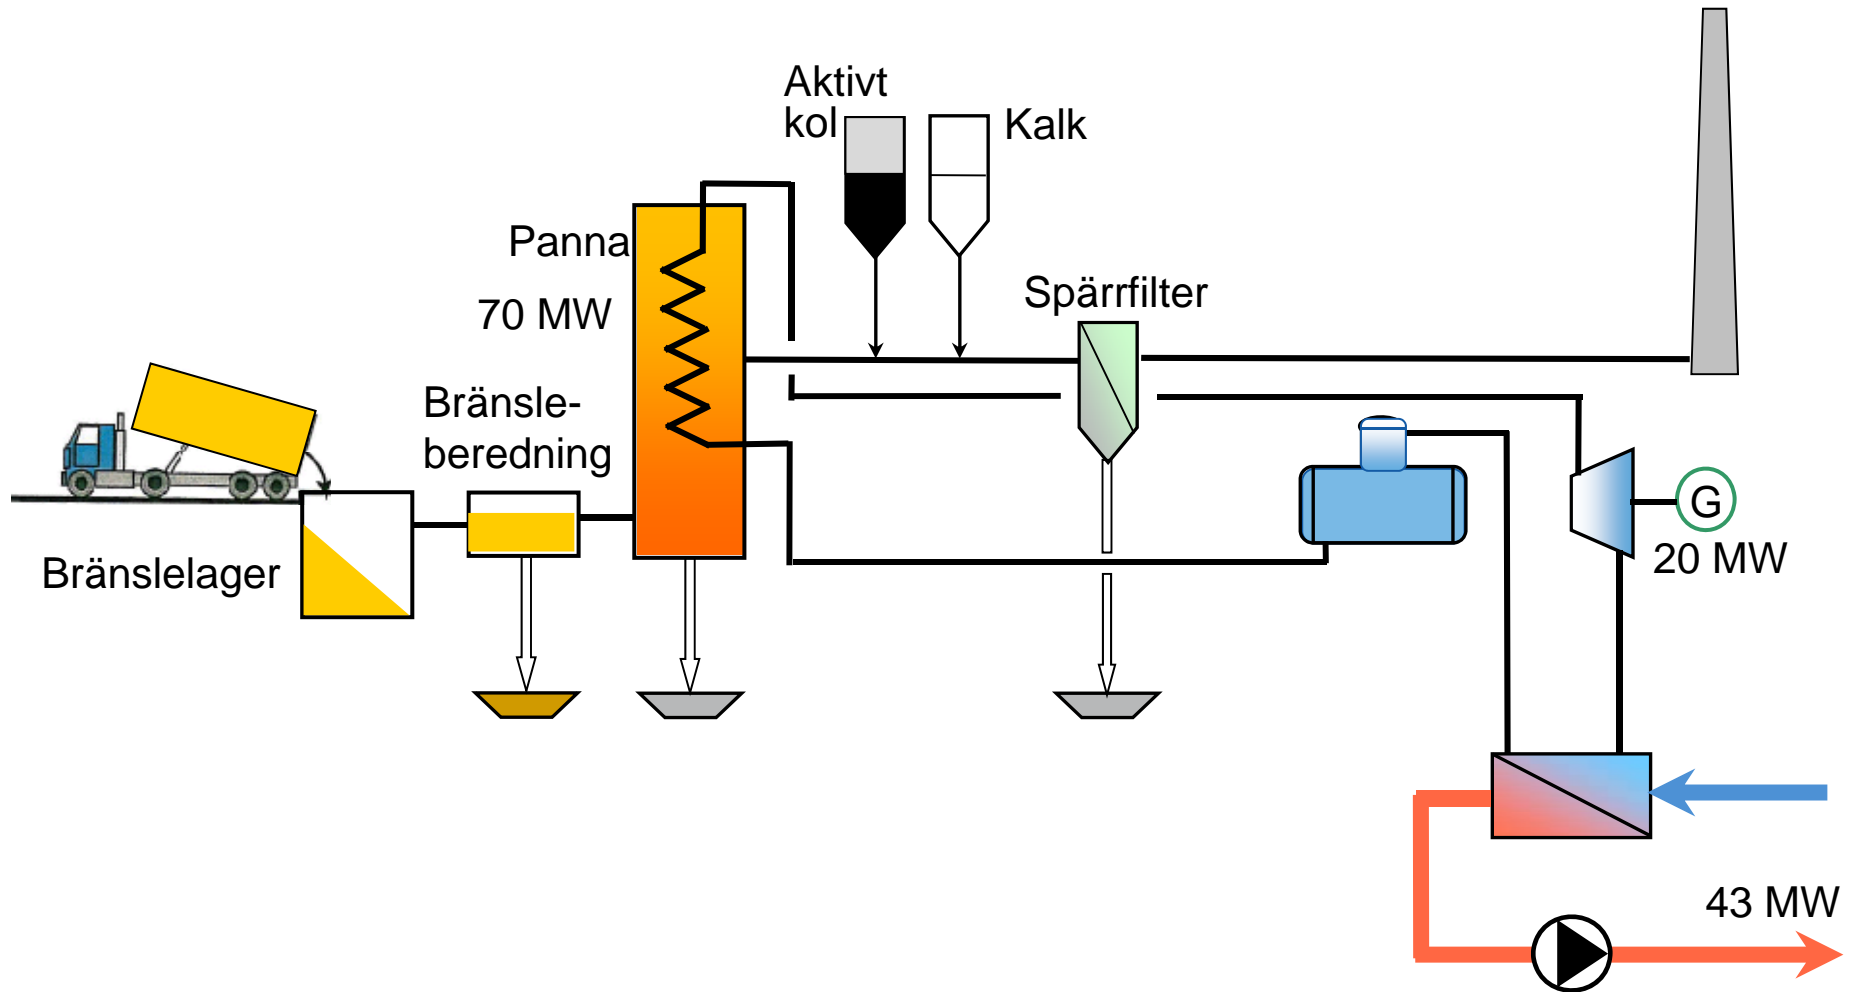 Aktivt
kol
Kalk
Panna
70 MW
Spärrfilter
Bränsle-
beredning
Bränslelager
G
20 MW
43 MW